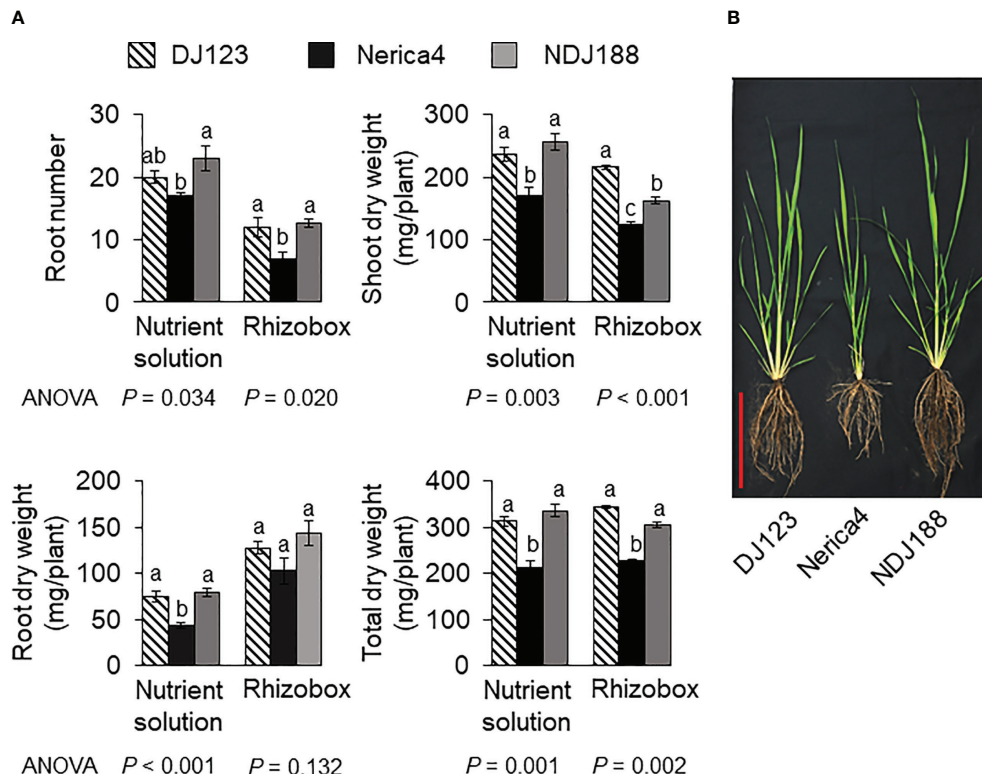 A
B
DJ123 Nerica4 NDJ188
Root number
30
20
10
0
ab b a
a b a
Nutrient solution Rhizobox
ANOVA P = 0.034 P = 0.020
Shoot dry weight
(mg/plant)
300
200
100
0
a b a
a c b
Nutrient solution Rhizobox
P = 0.003 P < 0.001
Root dry weight
(mg/plant)
200
150
100
50
0
a b a
a a a
Nutrient solution Rhizobox
ANOVA P < 0.001 P = 0.132
Total dry weight
(mg/plant)
400
300
200
100
0
a b a
a b a
Nutrient solution Rhizobox
P = 0.001 P = 0.002
DJ123
Nerica4
NDJ188